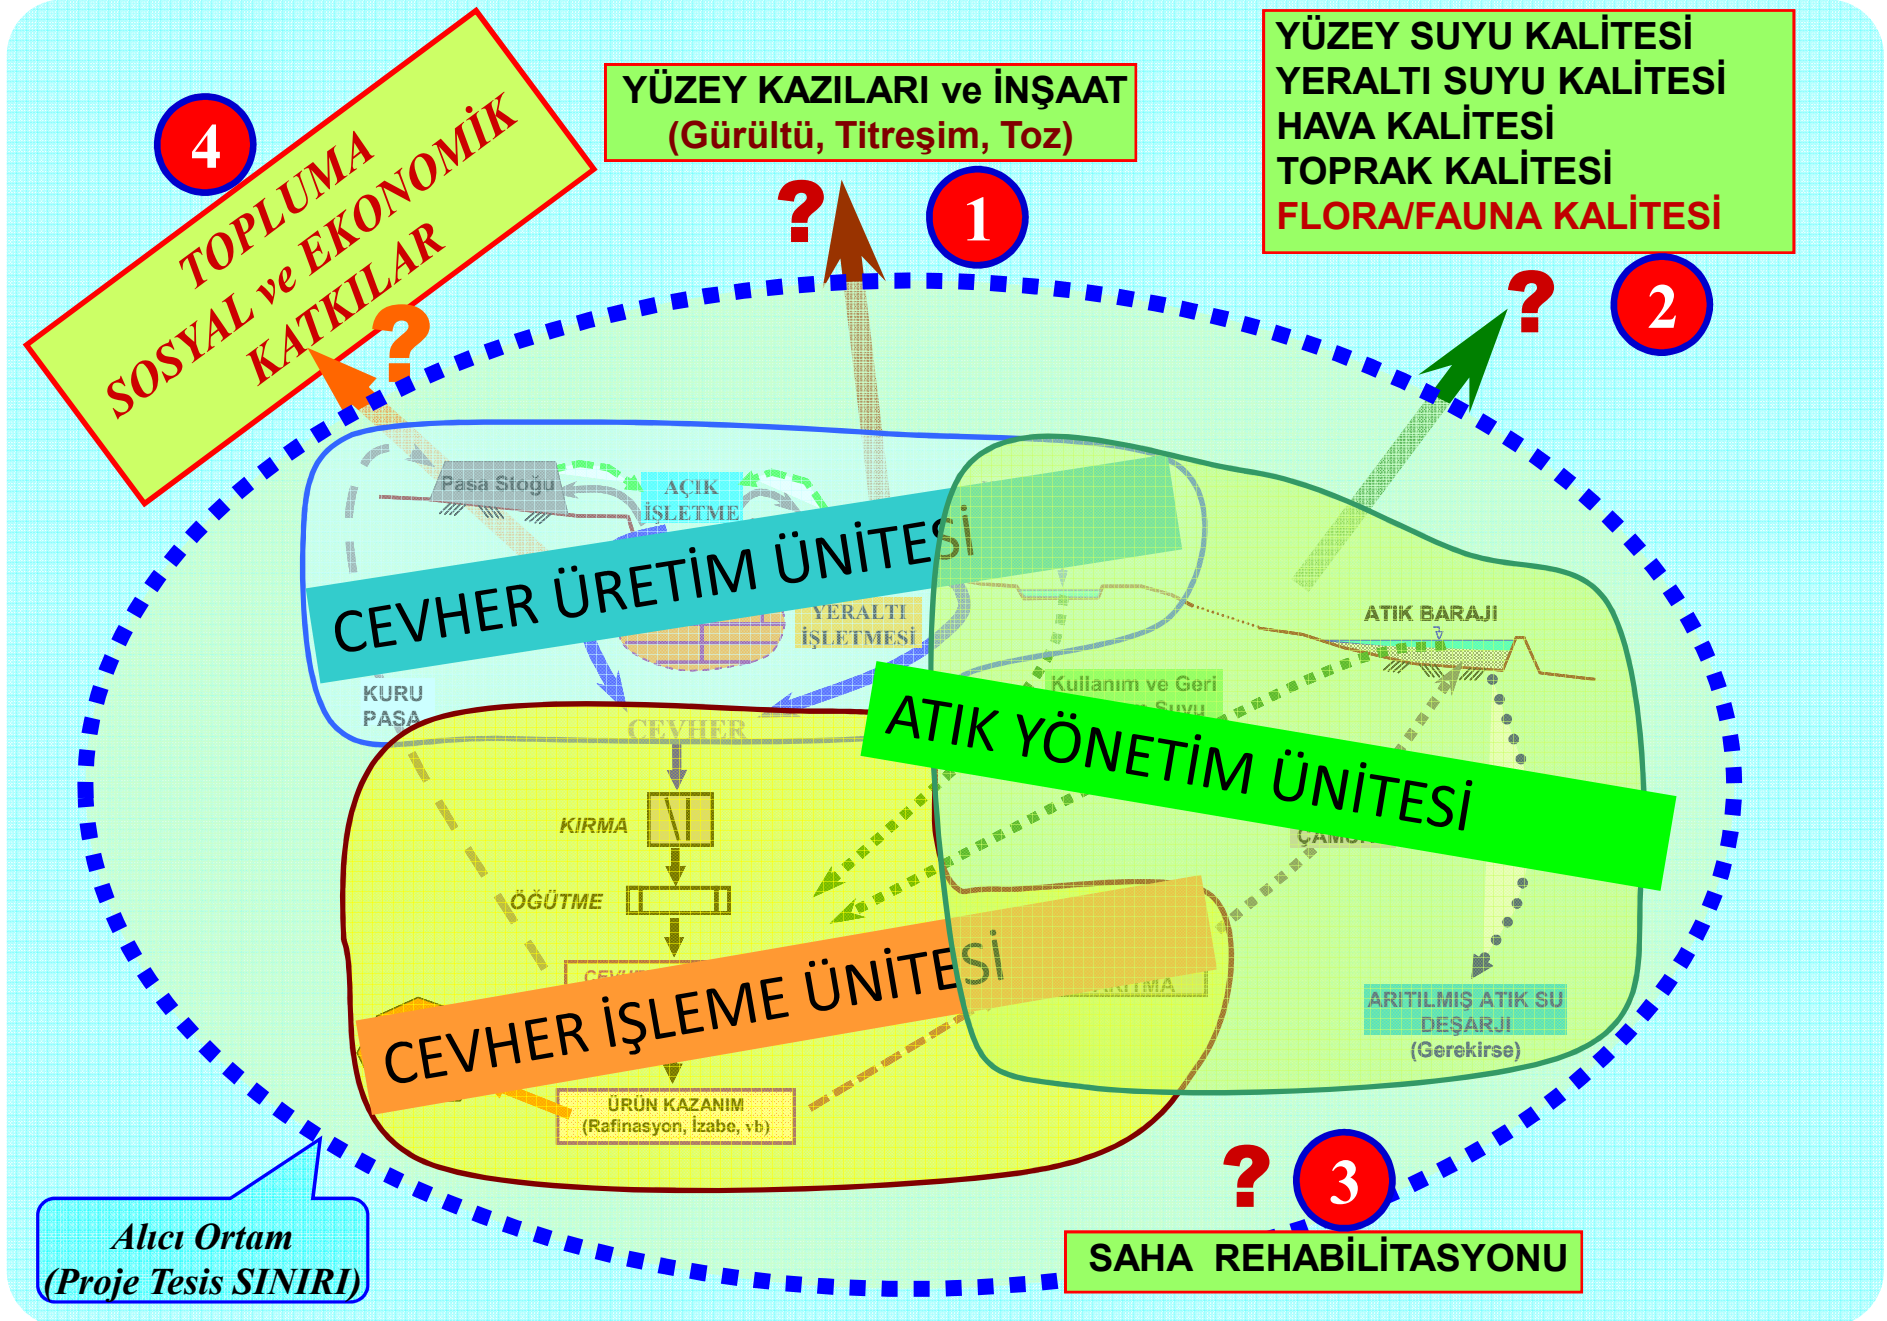 4
TOPLUMA
SOSYAL ve EKONOMİK
KATKILAR
?
YÜZEY KAZILARI ve İNŞAAT
(Gürültü, Titreşim, Toz)
?
1
YÜZEY SUYU KALİTESİ
YERALTI SUYU KALİTESİ
HAVA KALİTESİ
TOPRAK KALİTESİ
FLORA/FAUNA KALİTESİ
?
2
Pasa Stoğu
AÇIK
İŞLETME
CEVHER ÜRETİM ÜNİTESİ
YERALTI
İŞLETMESİ
KURU
PASA
CEVHER
ATIK BARAJI
Kullanım ve Geri
Suyu
ATIK YÖNETİM ÜNİTESİ
KIRMA
ÖĞÜTME
CEVHER İŞLEME ÜNİTESİ
ARITMA
ARITILMIŞ ATIK SU
DEŞARJI
(Gerekirse)
ÜRÜN KAZANIM
(Rafinasyon, İzabe, vb)
Alıcı Ortam
(Proje Tesis SINIRI)
?
3
SAHA REHABİLİTASYONU